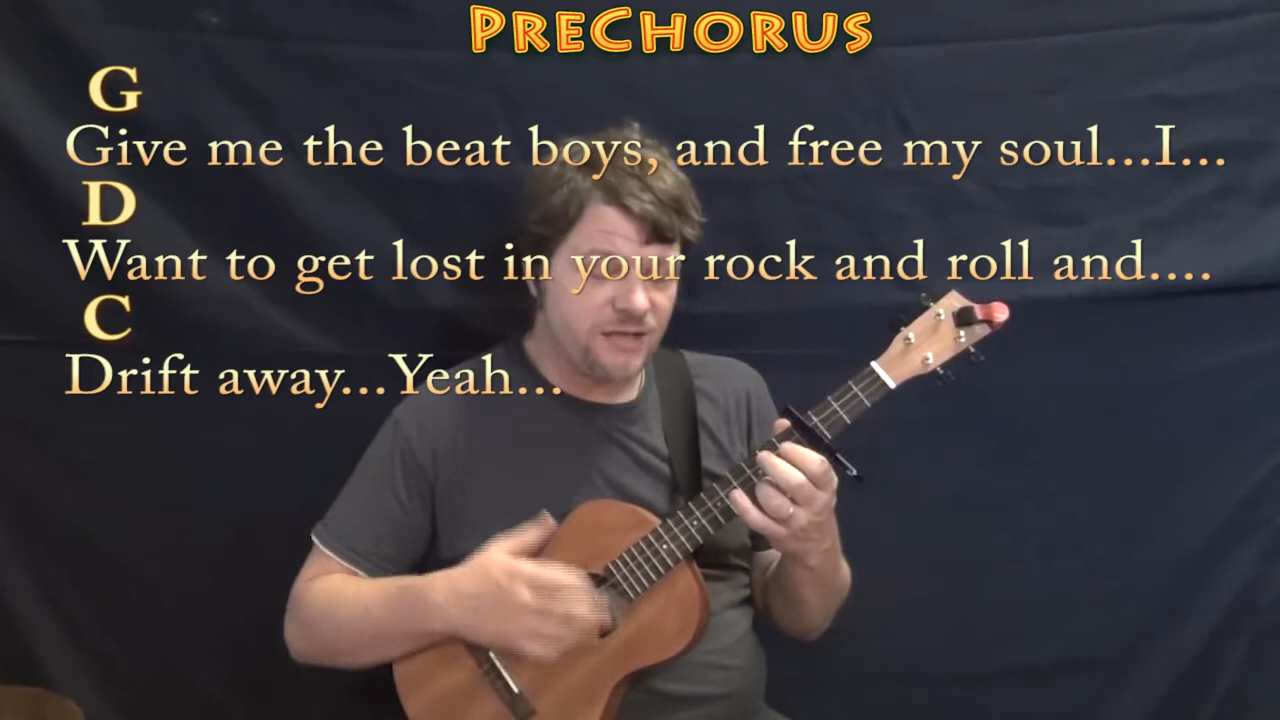 PreChorus
G
Give me the beat boys, and free my soul...I...
D
Want to get lost in your rock and roll and....
C
Drift away...Yeah...